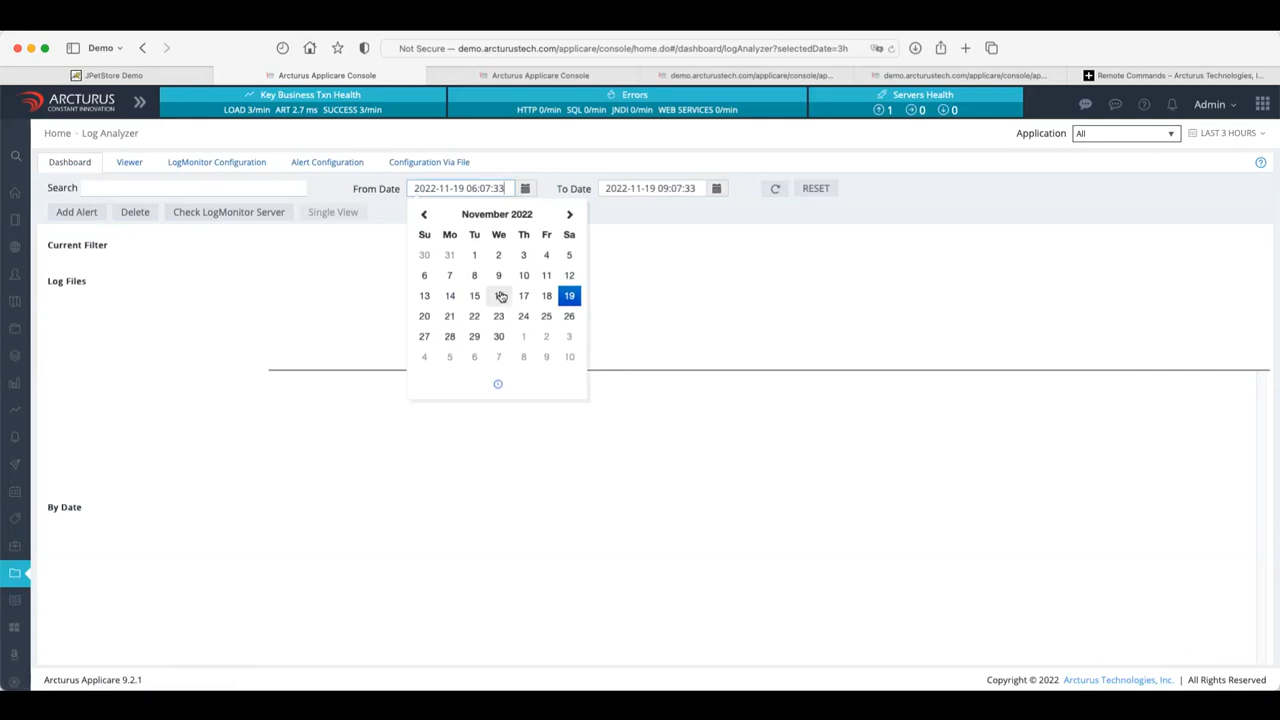 Demo
Not Secure — demo.arcturustech.com/applicare/console/home.do#/dashboard/logAnalyzer?selectedDate=3h
JPetStore Demo
Arcturus Applicare Console
Arcturus Applicare Console
demo.arcturustech.com/applicare/console/ap...
demo.arcturustech.com/applicare/console/ap...
Remote Commands – Arcturus Technologies, I...
ARCTURUS
CONSTANT INNOVATION
Key Business Txn Health
LOAD 3/min ART 2.7 ms SUCCESS 3/min
Errors
HTTP 0/min SQL 0/min JNDI 0/min WEB SERVICES 0/min
Servers Health
1 0 0
Admin
Home - Log Analyzer
Application All LAST 3 HOURS
Dashboard Viewer LogMonitor Configuration Alert Configuration Configuration Via File
Search From Date 2022-11-19 06:07:33 To Date 2022-11-19 09:07:33 RESET
Add Alert Delete Check LogMonitor Server Single View
November 2022
Su Mo Tu We Th Fr Sa
30 31 1 2 3 4 5
6 7 8 9 10 11 12
13 14 15 17 18 19
20 21 22 23 24 25 26
27 28 29 30 1 2 3
4 5 6 7 8 9 10
Current Filter
Log Files
By Date
Arcturus Applicare 9.2.1
Copyright © 2022 Arcturus Technologies, Inc. | All Rights Reserved